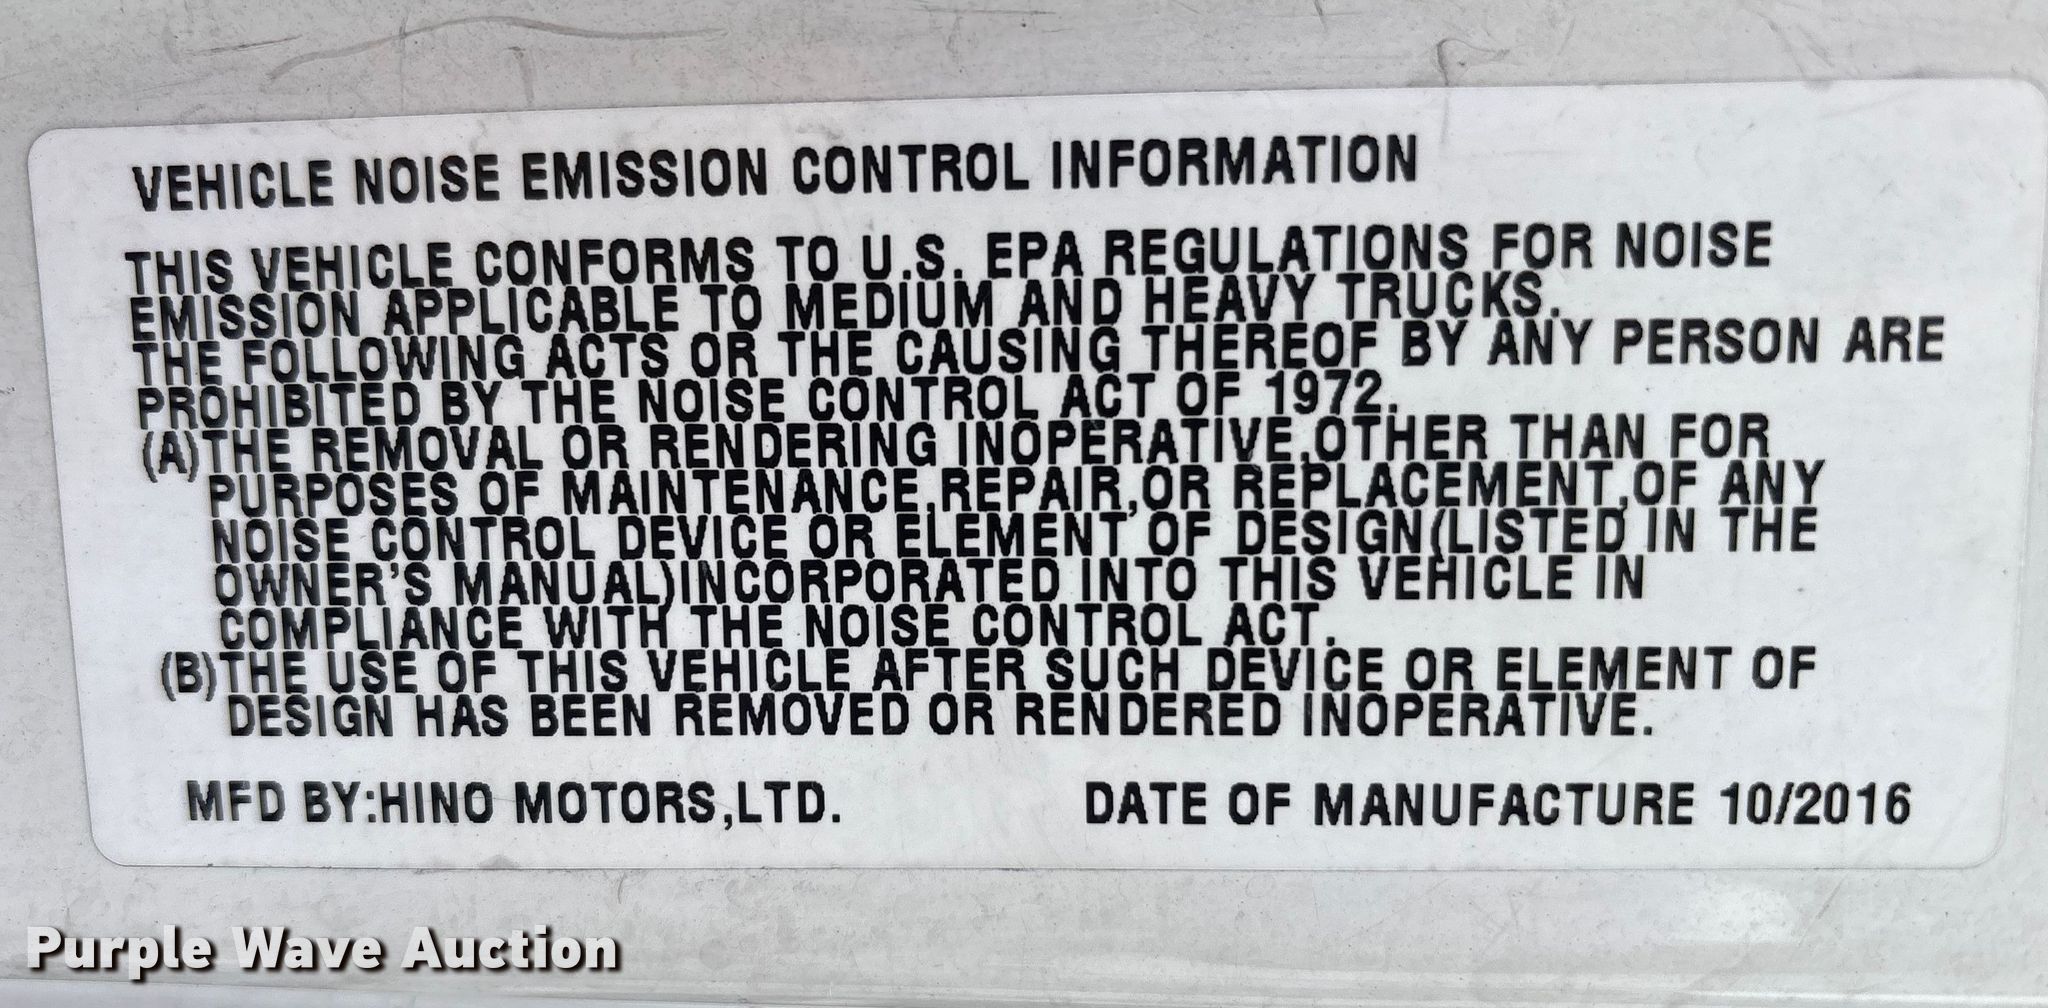 VEHICLE NOISE EMISSION CONTROL INFORMATION
THIS VEHICLE CONFORMS TO U.S. EPA REGULATIONS FOR NOISE
EMISSION APPLICABLE TO MEDIUM AND HEAVY TRUCKS.
THE FOLLOWING ACTS OR THE CAUSING THEREOF BY ANY PERSON ARE
PROHIBITED BY THE NOISE CONTROL ACT OF 1972.
(A)THE REMOVAL OR RENDERING INOPERATIVE,OTHER THAN FOR
PURPOSES OF MAINTENANCE,REPAIR,OR REPLACEMENT,OF ANY
NOISE CONTROL DEVICE OR ELEMENT OF DESIGN(LISTED IN THE
OWNER'S MANUAL)INCORPORATED INTO THIS VEHICLE IN
COMPLIANCE WITH THE NOISE CONTROL ACT.
(B)THE USE OF THIS VEHICLE AFTER SUCH DEVICE OR ELEMENT OF
DESIGN HAS BEEN REMOVED OR RENDERED INOPERATIVE.
MFD BY:HINO MOTORS,LTD. DATE OF MANUFACTURE 10/2016
Purple Wave Auction